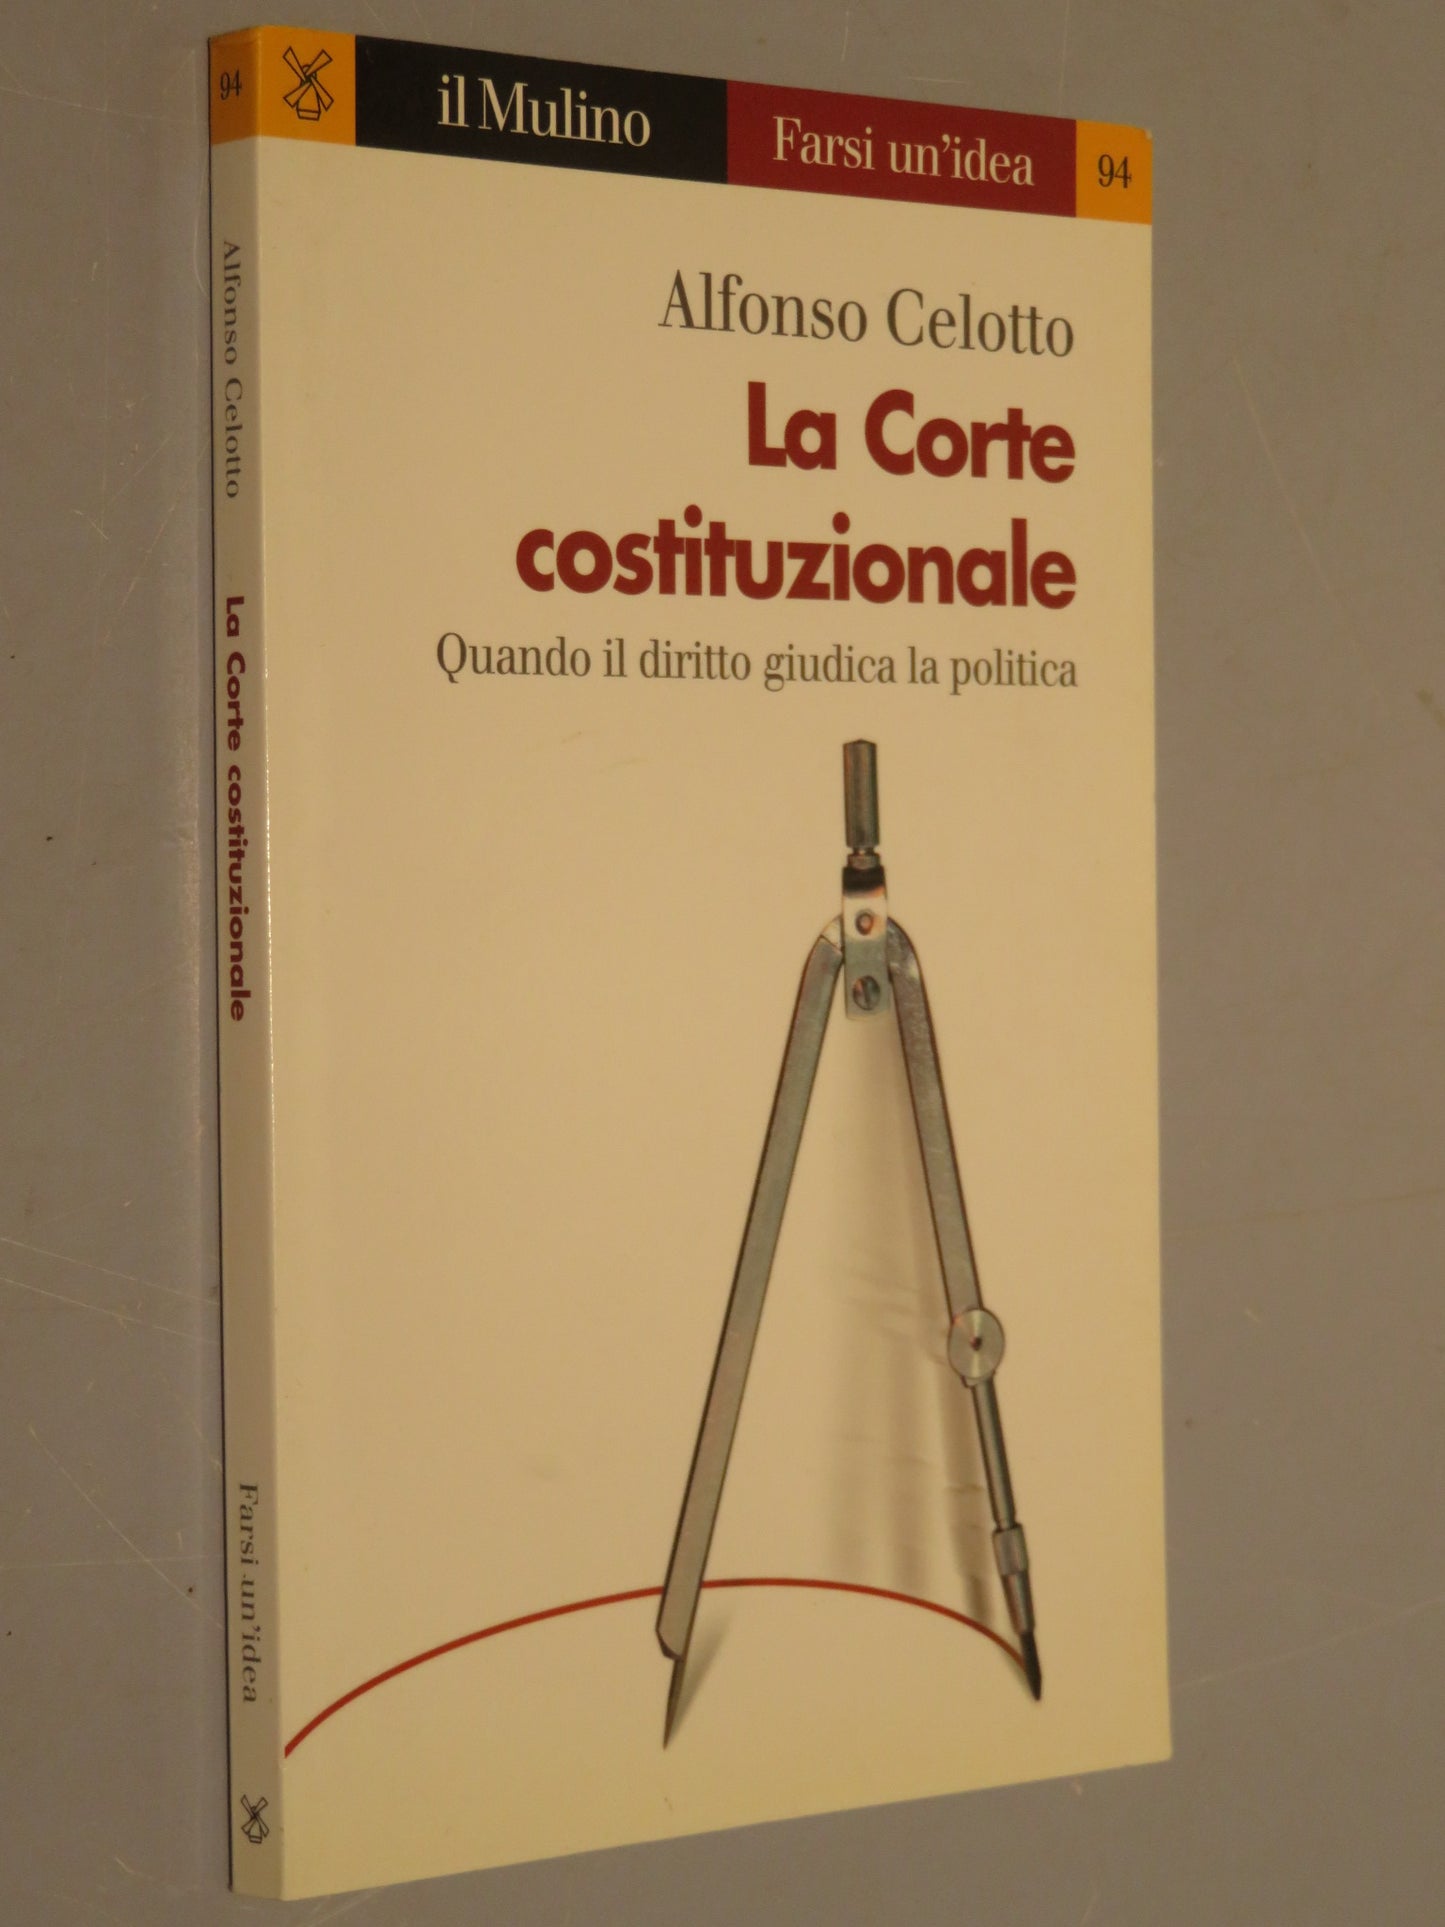 il Mulino
Farsi un'idea
94
Alfonso Celotto
La Corte
costituzionale
Quando il diritto giudica la politica
94
Alfonso Celotto
La Corte costituzionale
Farsi un'idea